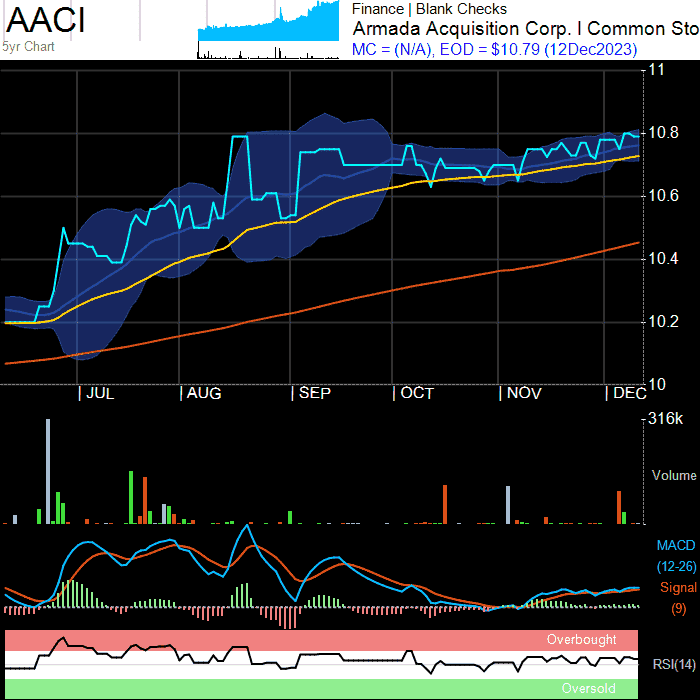 AACI
5yr Chart
Finance | Blank Checks
Armada Acquisition Corp. I Common Sto
MC = (N/A), EOD = $10.79 (12Dec2023)
11
10.8
10.6
10.4
10.2
10
| JUL | AUG | SEP | OCT | NOV | DEC
316k
Volume
MACD
(12-26)
Signal
(9)
Overbought
RSI(14)
Oversold